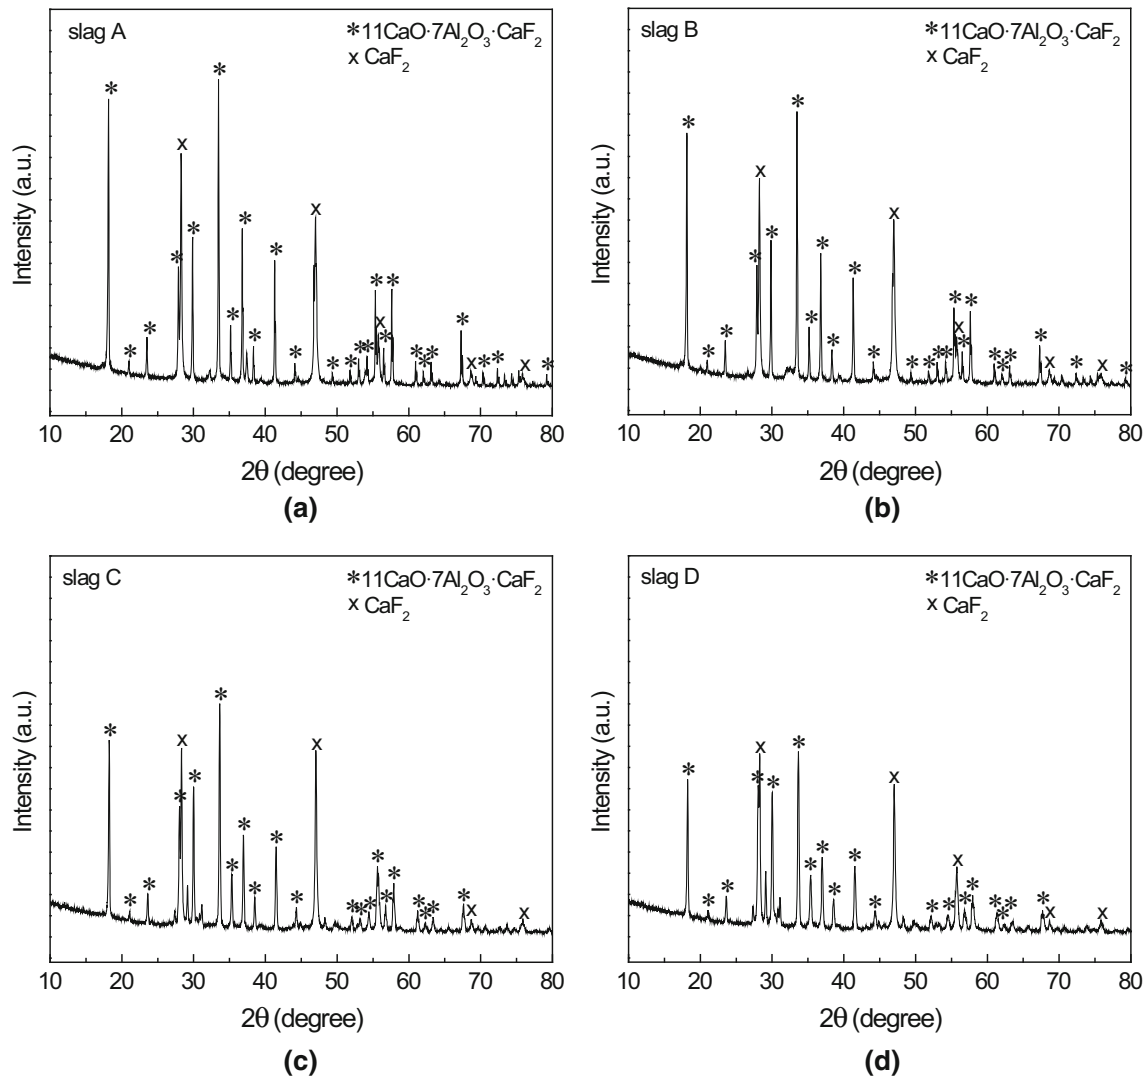 slag A
*11CaO·7Al₂O₃·CaF₂
x CaF₂
Intensity (a.u.)
10 20 30 40 50 60 70 80
2θ (degree)
(a)
slag B
*11CaO·7Al₂O₃·CaF₂
x CaF₂
Intensity (a.u.)
10 20 30 40 50 60 70 80
2θ (degree)
(b)
slag C
*11CaO·7Al₂O₃·CaF₂
x CaF₂
Intensity (a.u.)
10 20 30 40 50 60 70 80
2θ (degree)
(c)
slag D
*11CaO·7Al₂O₃·CaF₂
x CaF₂
Intensity (a.u.)
10 20 30 40 50 60 70 80
2θ (degree)
(d)